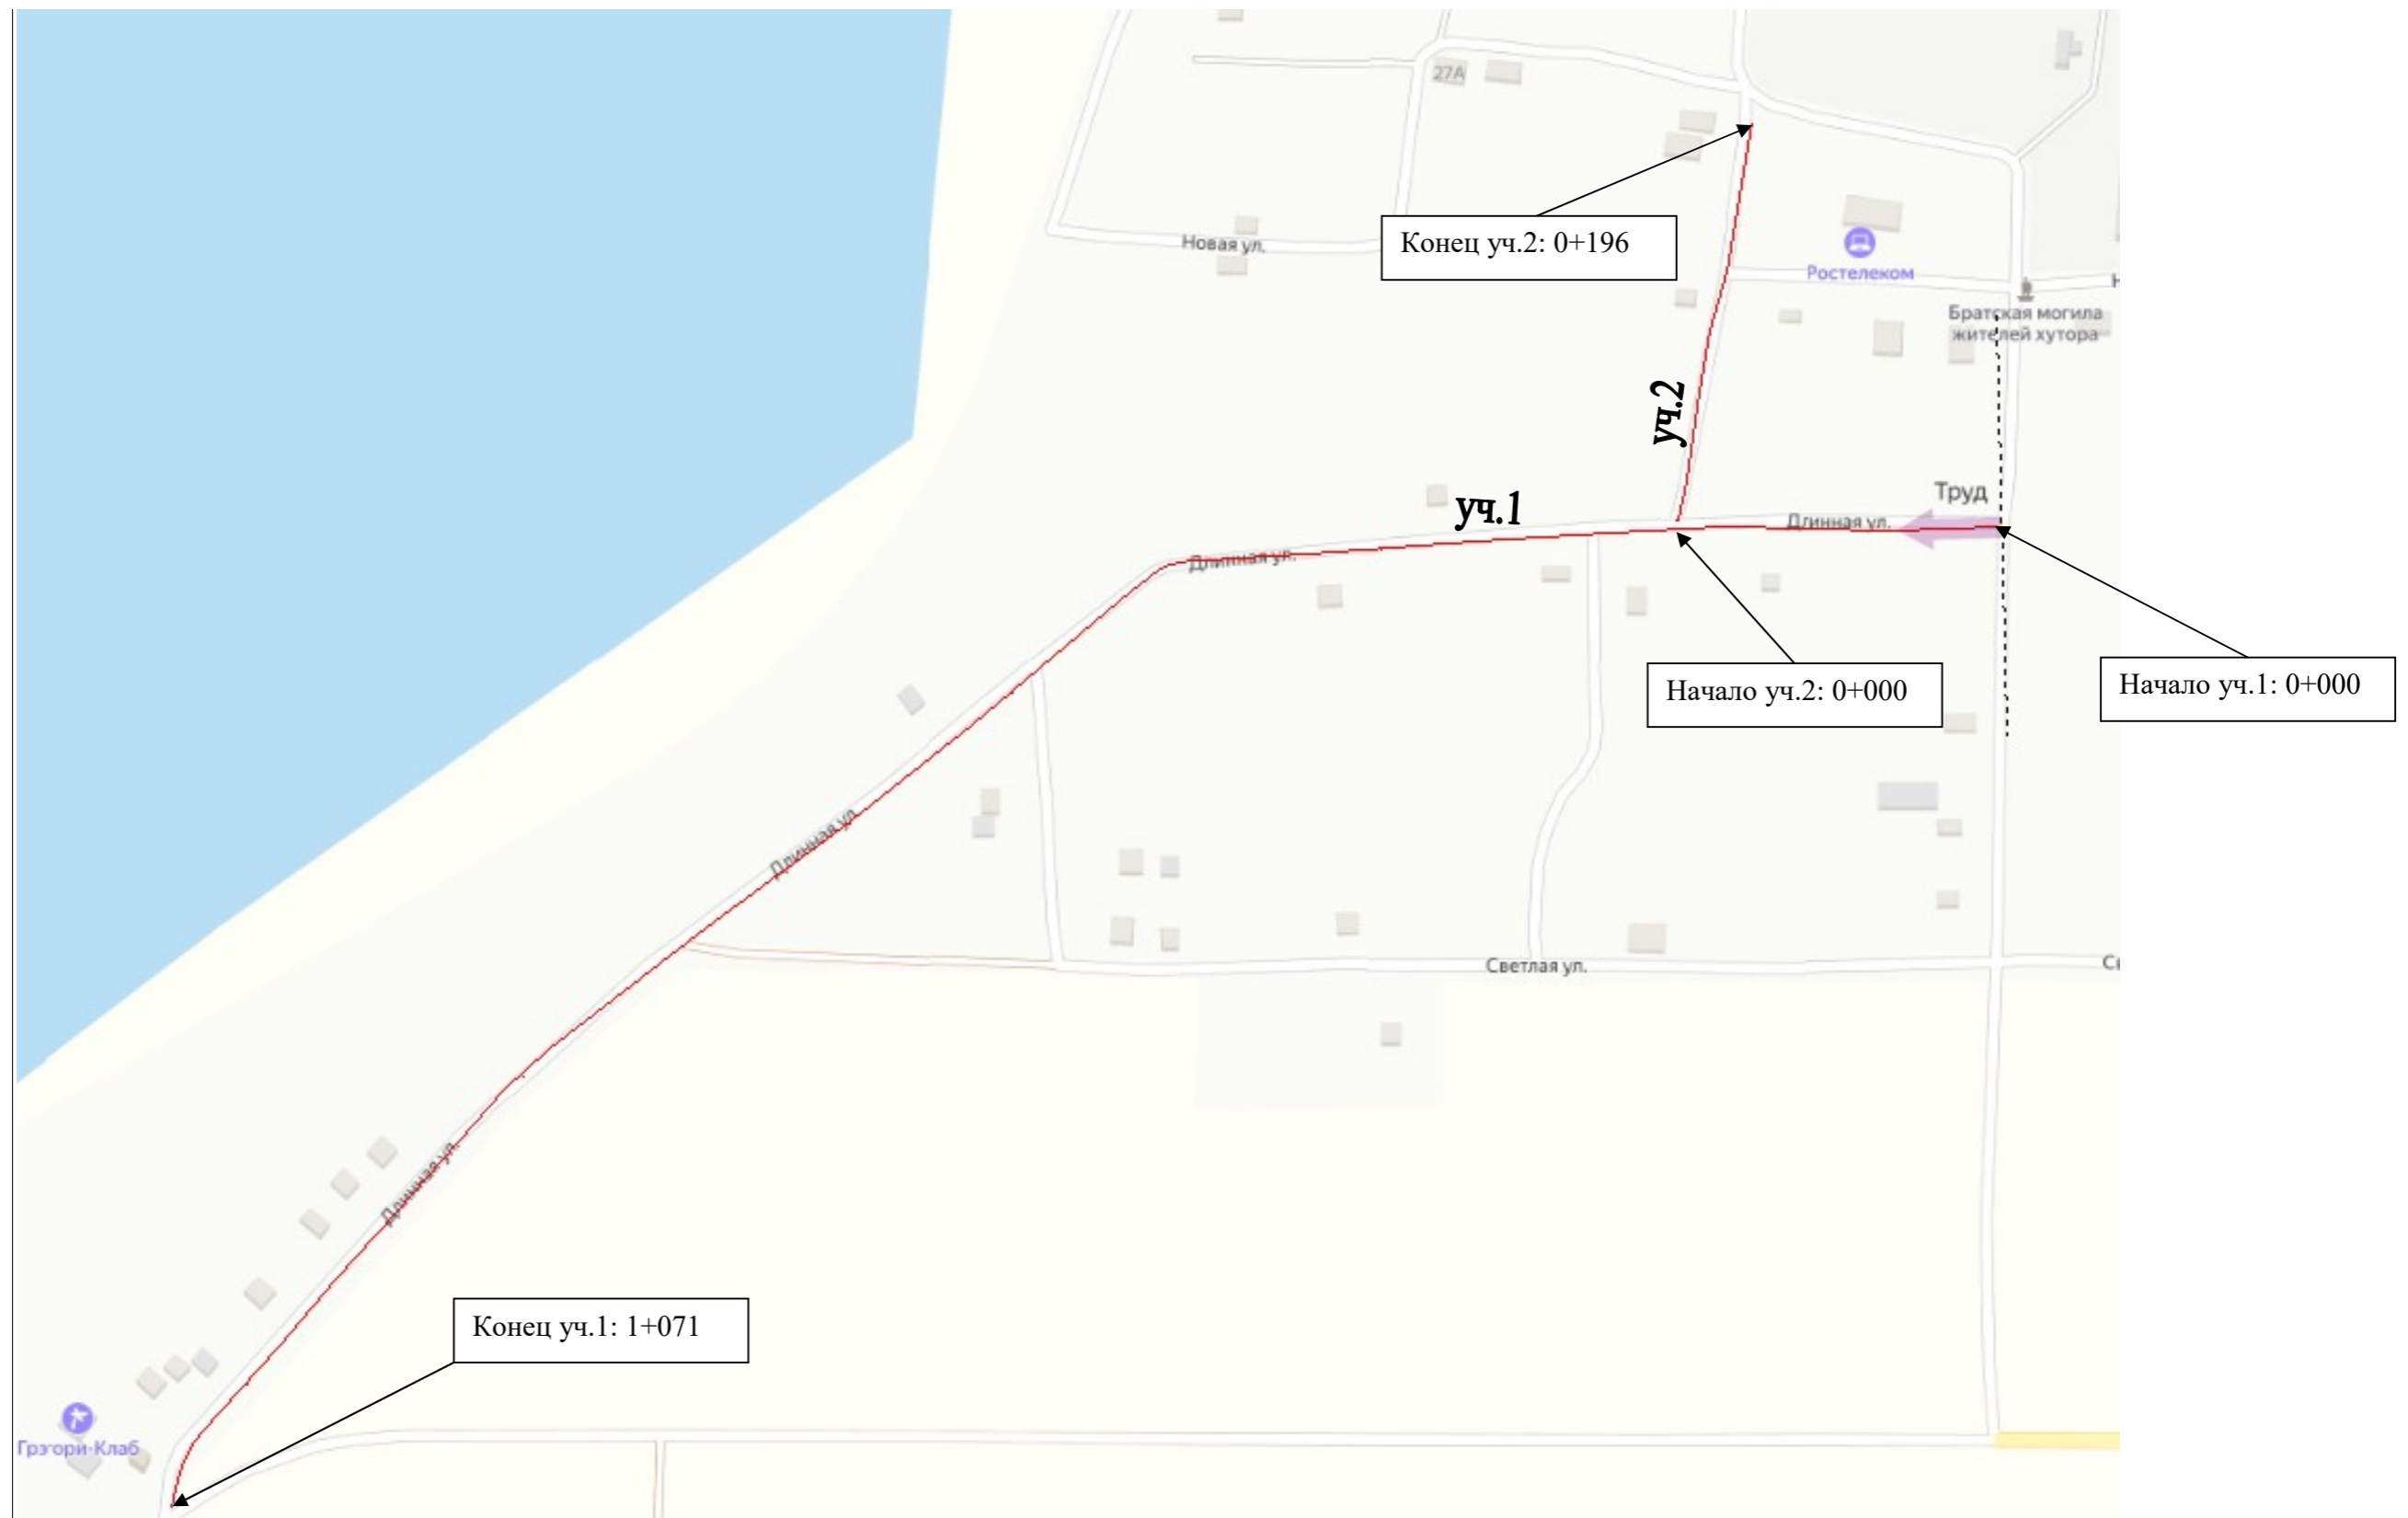 27А
Новая ул.
Конец уч.2: 0+196
Ростелеком
Братская могила
жителей хутора
уч.2
Труд
уч.1
Длинная ул.
Длинная ул.
Начало уч.2: 0+000
Начало уч.1: 0+000
Длинная ул.
Светлая ул.
Длинная ул.
Конец уч.1: 1+071
Грэгори-Клаб